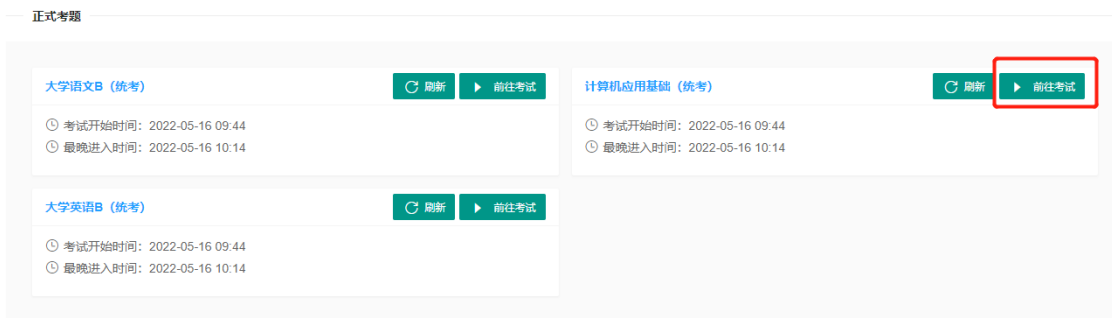 正式考题
大学语文B（统考）
刷新
前往考试
考试开始时间：2022-05-16 09:44
最晚进入时间：2022-05-16 10:14
计算机应用基础（统考）
刷新
前往考试
考试开始时间：2022-05-16 09:44
最晚进入时间：2022-05-16 10:14
大学英语B（统考）
刷新
前往考试
考试开始时间：2022-05-16 09:44
最晚进入时间：2022-05-16 10:14